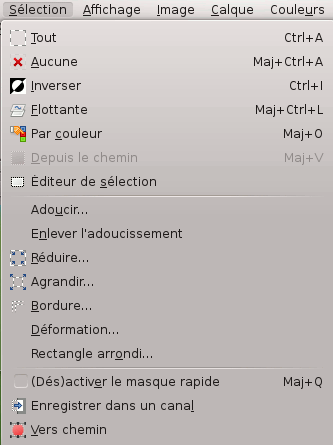 Sélection Affichage Image Calque Couleurs
Tout Ctrl+A
Aucune Maj+Ctrl+A
Inverser Ctrl+I
Flottante Maj+Ctrl+L
Par couleur Maj+O
Depuis le chemin Maj+V
Éditeur de sélection
Adoucir...
Enlever l'adoucissement
Réduire...
Agrandir...
Bordure...
Déformation...
Rectangle arrondi...
(Dés)activer le masque rapide Maj+Q
Enregistrer dans un canal
Vers chemin